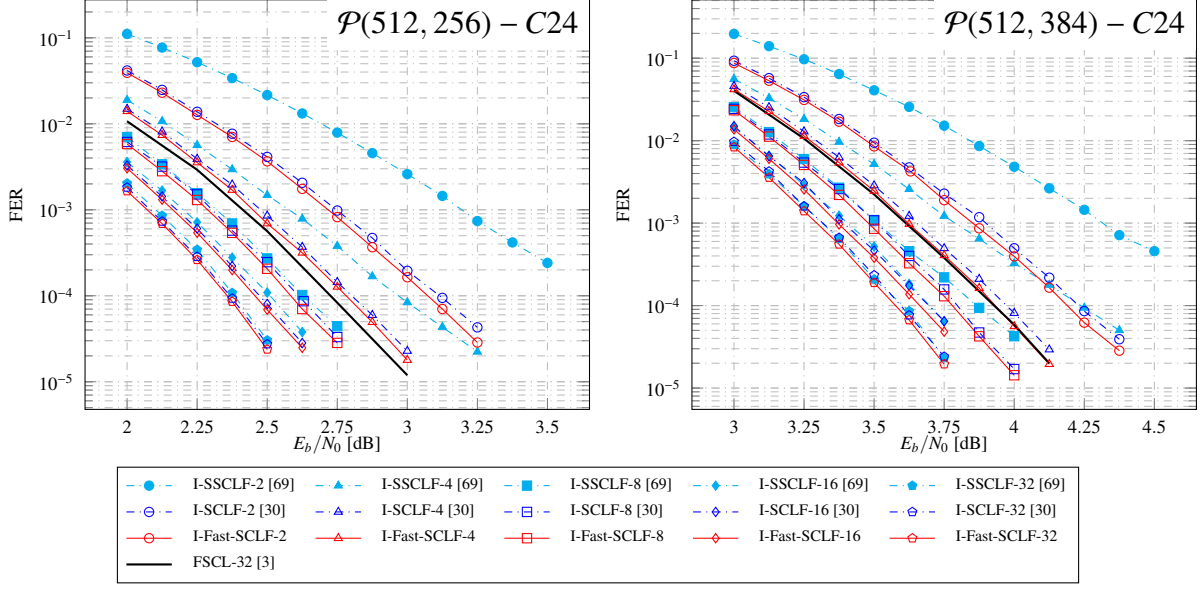 𝒫(512, 256) − C24
FER
10⁻¹
10⁻²
10⁻³
10⁻⁴
10⁻⁵
2 2.25 2.5 2.75 3 3.25 3.5
E_b/N_0 [dB]
𝒫(512, 384) − C24
FER
10⁻¹
10⁻²
10⁻³
10⁻⁴
10⁻⁵
3 3.25 3.5 3.75 4 4.25 4.5
E_b/N_0 [dB]
I-SSCLF-2 [69] I-SSCLF-4 [69] I-SSCLF-8 [69] I-SSCLF-16 [69] I-SSCLF-32 [69]
I-SCLF-2 [30] I-SCLF-4 [30] I-SCLF-8 [30] I-SCLF-16 [30] I-SCLF-32 [30]
I-Fast-SCLF-2 I-Fast-SCLF-4 I-Fast-SCLF-8 I-Fast-SCLF-16 I-Fast-SCLF-32
FSCL-32 [3]